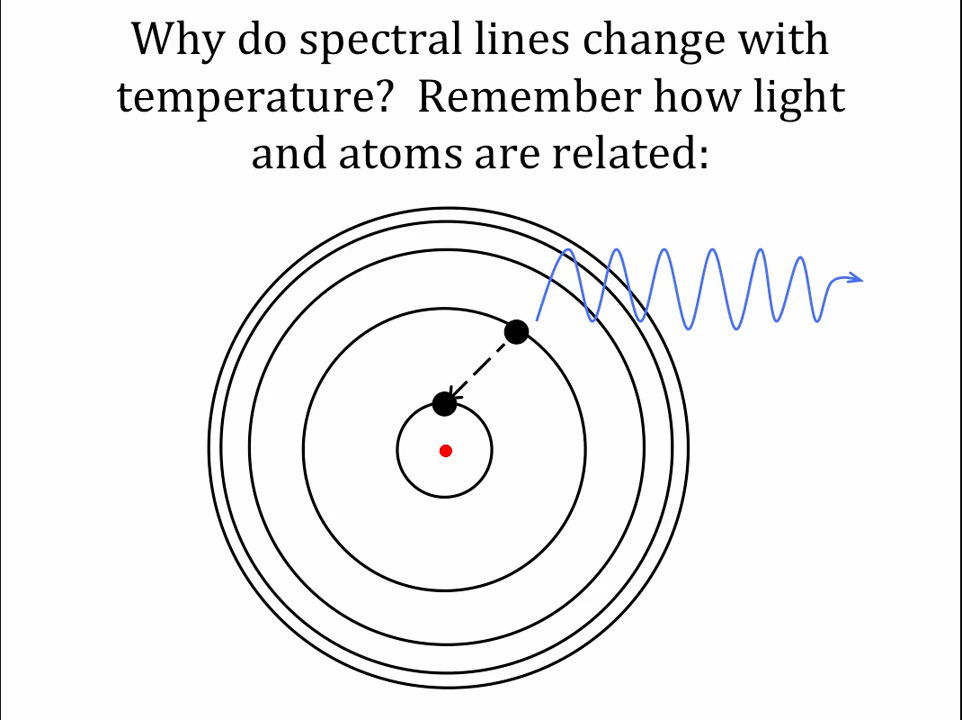 Why do spectral lines change with
temperature? Remember how light
and atoms are related: